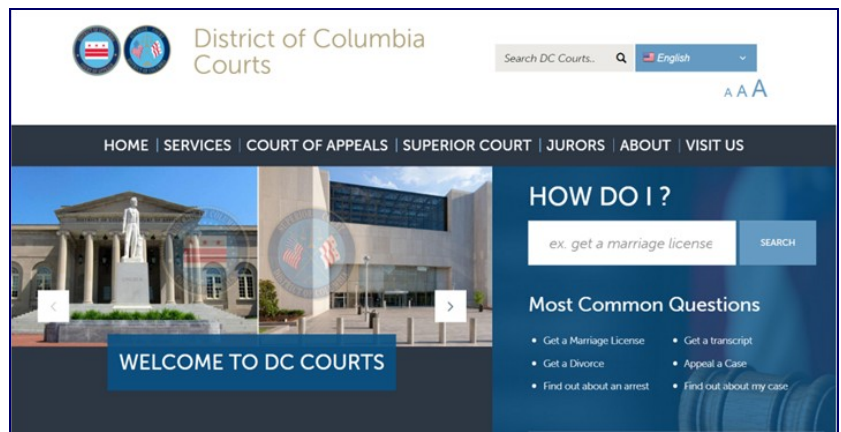 District of Columbia
Courts
Search DC Courts..
English
A A A
HOME | SERVICES | COURT OF APPEALS | SUPERIOR COURT | JURORS | ABOUT | VISIT US
HOW DO I ?
ex. get a marriage license
SEARCH
Most Common Questions
• Get a Marriage License
• Get a transcript
• Get a Divorce
• Appeal a Case
• Find out about an arrest
• Find out about my case
WELCOME TO DC COURTS